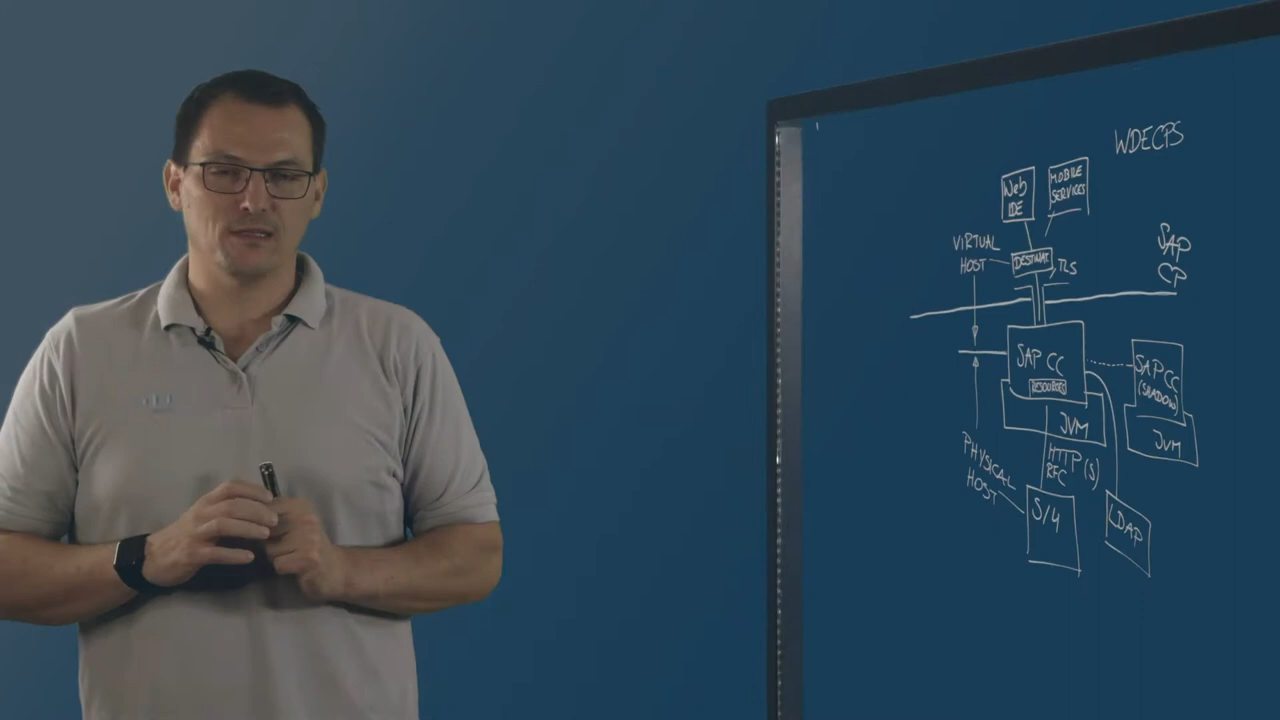 WDECPS
Web
IDE
MOBILE
SERVICES
VIRTUAL
HOST
DESTINAT
TLS
SAP
CP
SAP CC
RESOURCES
JVM
SAP CC
(SHADOW)
JVM
PHYSICAL
HOST
HTTP(S)
RFC
S/4
LDAP